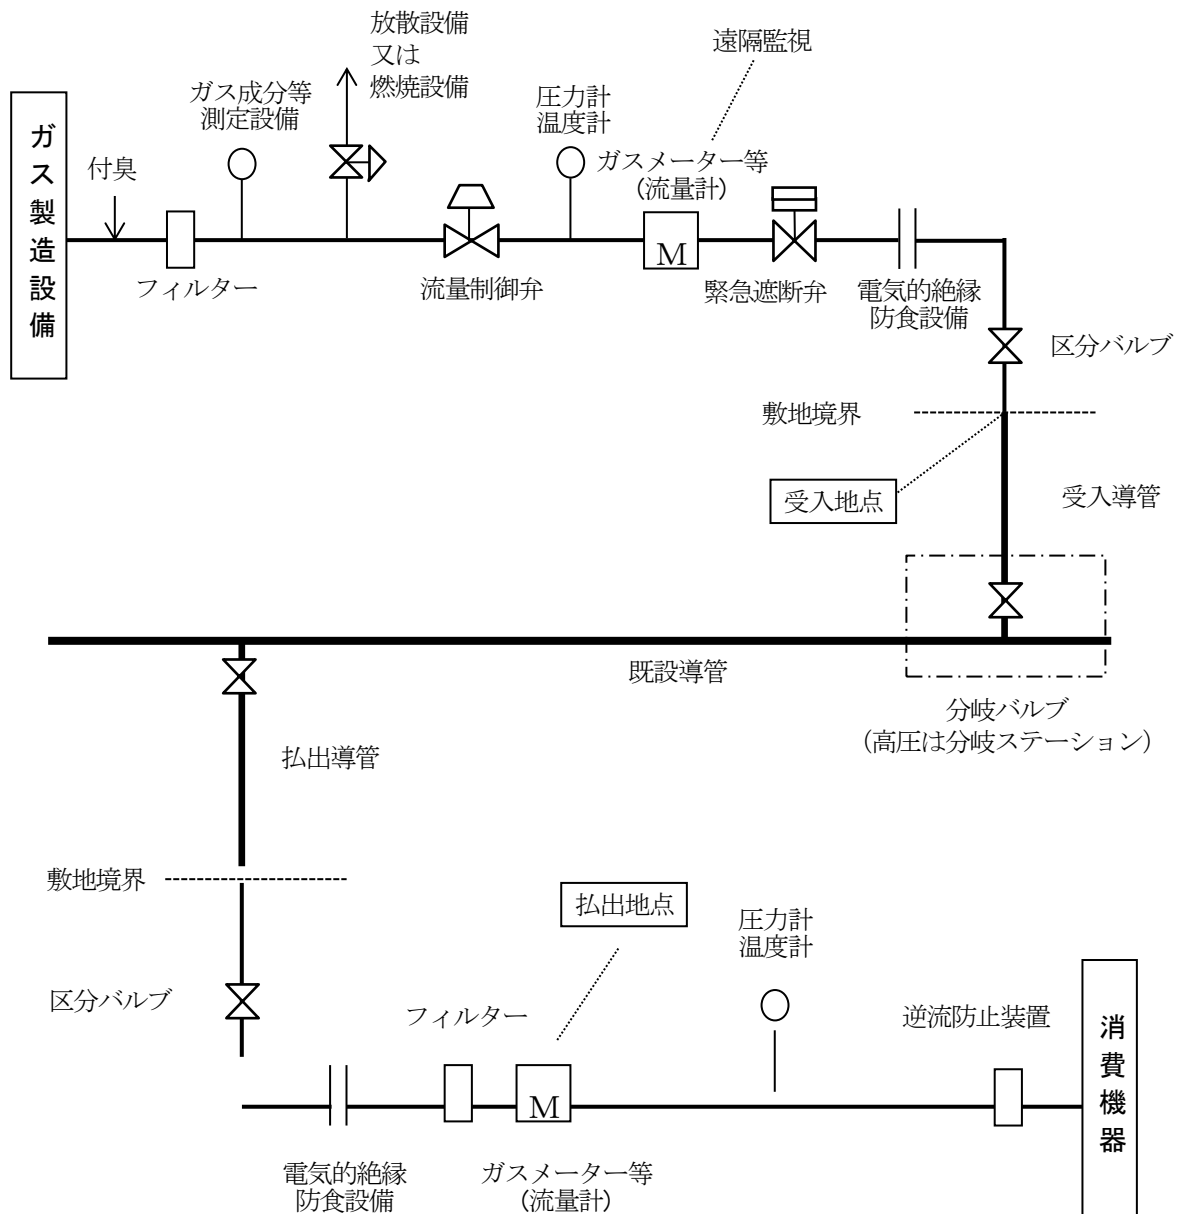 放散設備
又は
燃焼設備
遠隔監視
ガス成分等
測定設備
圧力計
温度計
ガスメーター等
(流量計)
ガス製造設備
付臭
M
フィルター
流量制御弁
緊急遮断弁
電気的絶縁
防食設備
区分バルブ
敷地境界
受入地点
受入導管
既設導管
分岐バルブ
(高圧は分岐ステーション)
払出導管
敷地境界
払出地点
圧力計
温度計
区分バルブ
フィルター
逆流防止装置
消費機器
M
電気的絶縁
防食設備
ガスメーター等
(流量計)